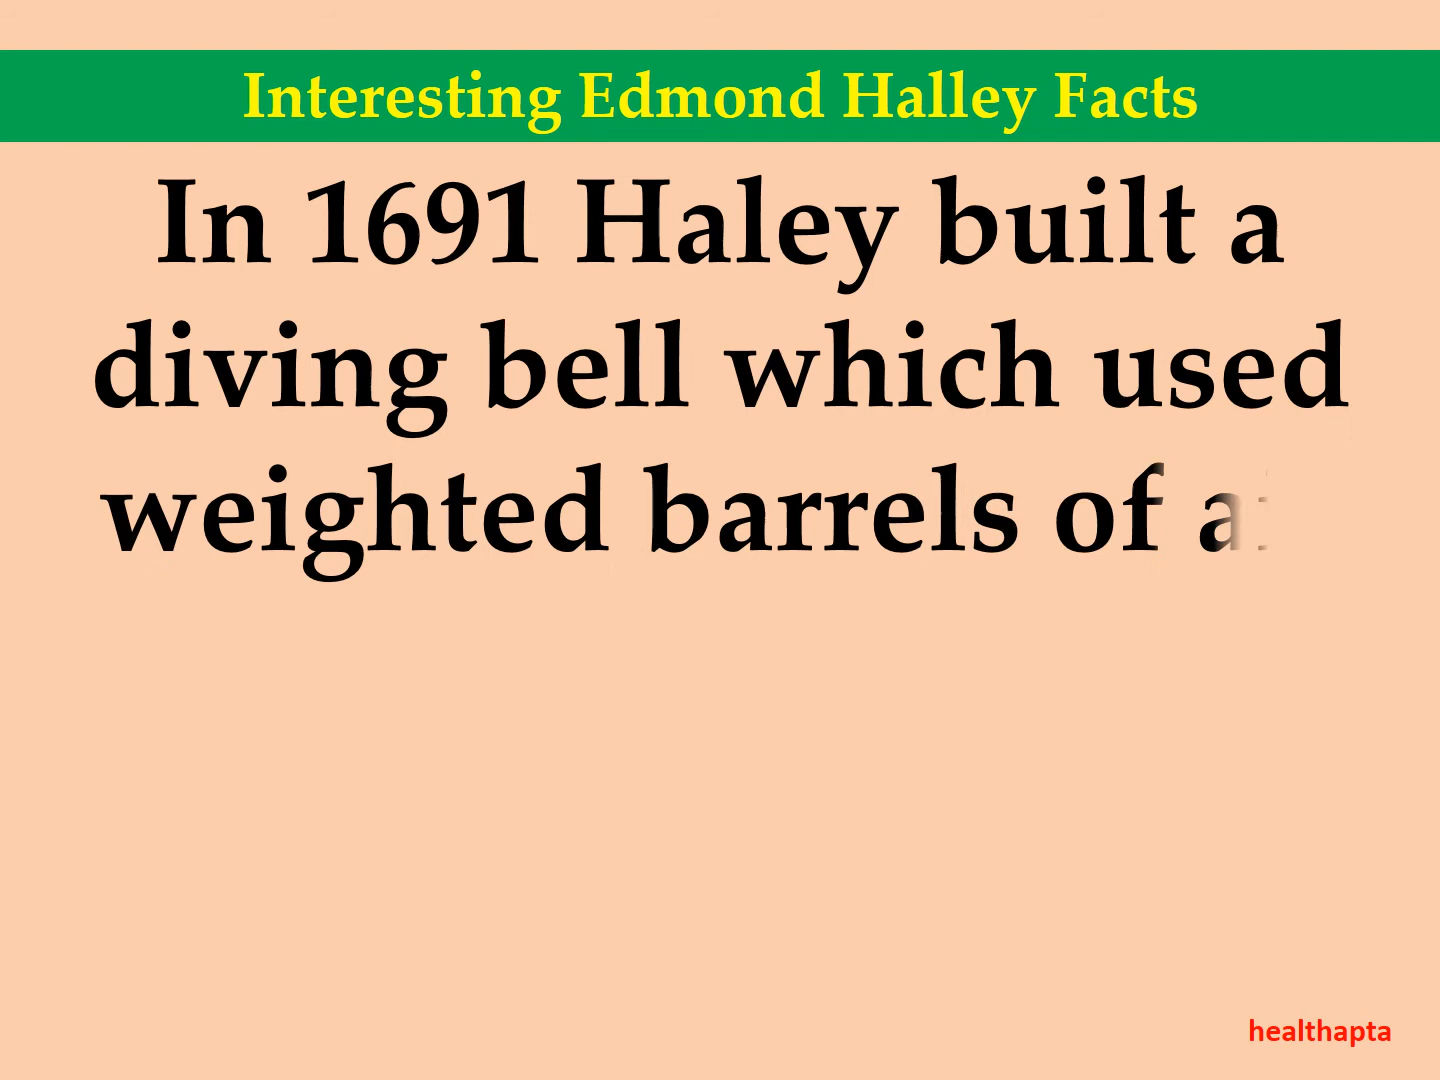 Interesting Edmond Halley Facts
In 1691 Haley built a
diving bell which used
weighted barrels of
healthapta